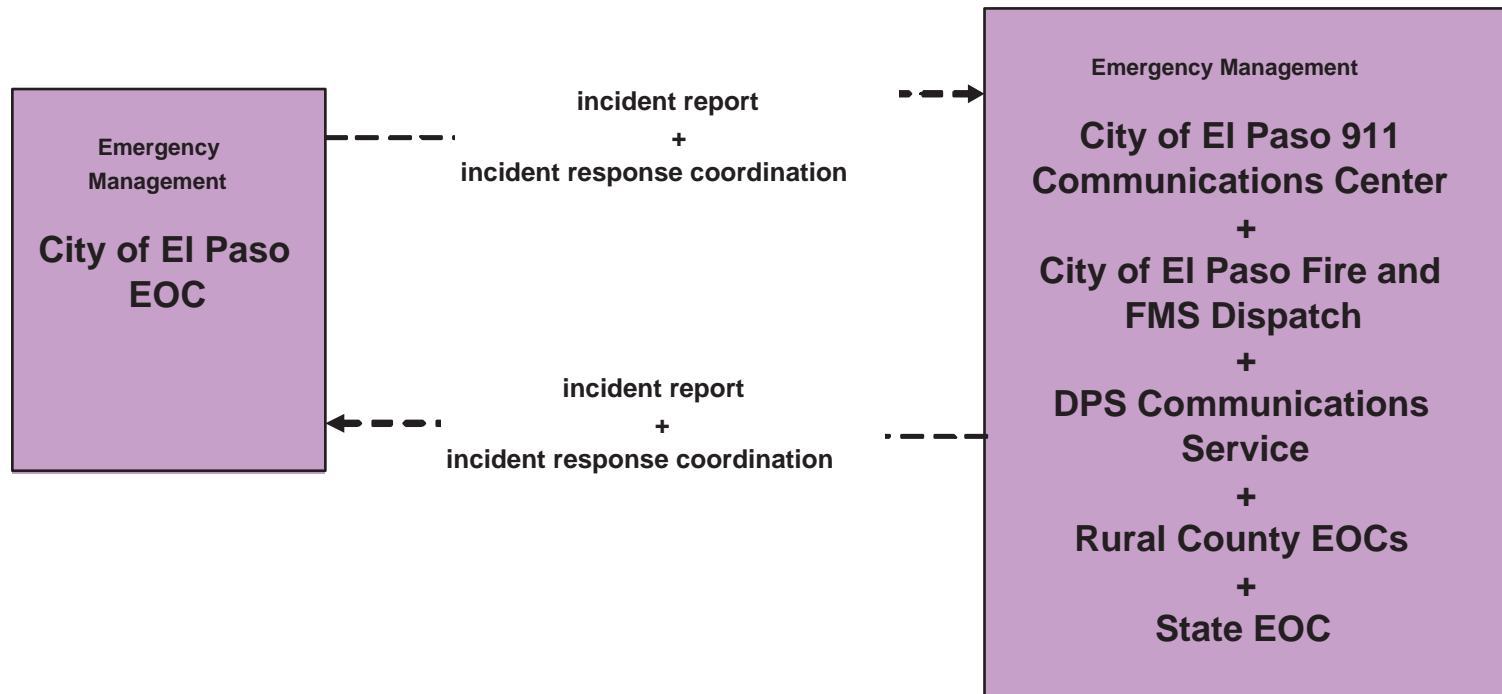 Emergency
Management
City of El Paso
EOC
incident report
+
incident response coordination
incident report
+
incident response coordination
Emergency Management
City of El Paso 911
Communications Center
+
City of El Paso Fire and
FMS Dispatch
+
DPS Communications
Service
+
Rural County EOCs
+
State EOC